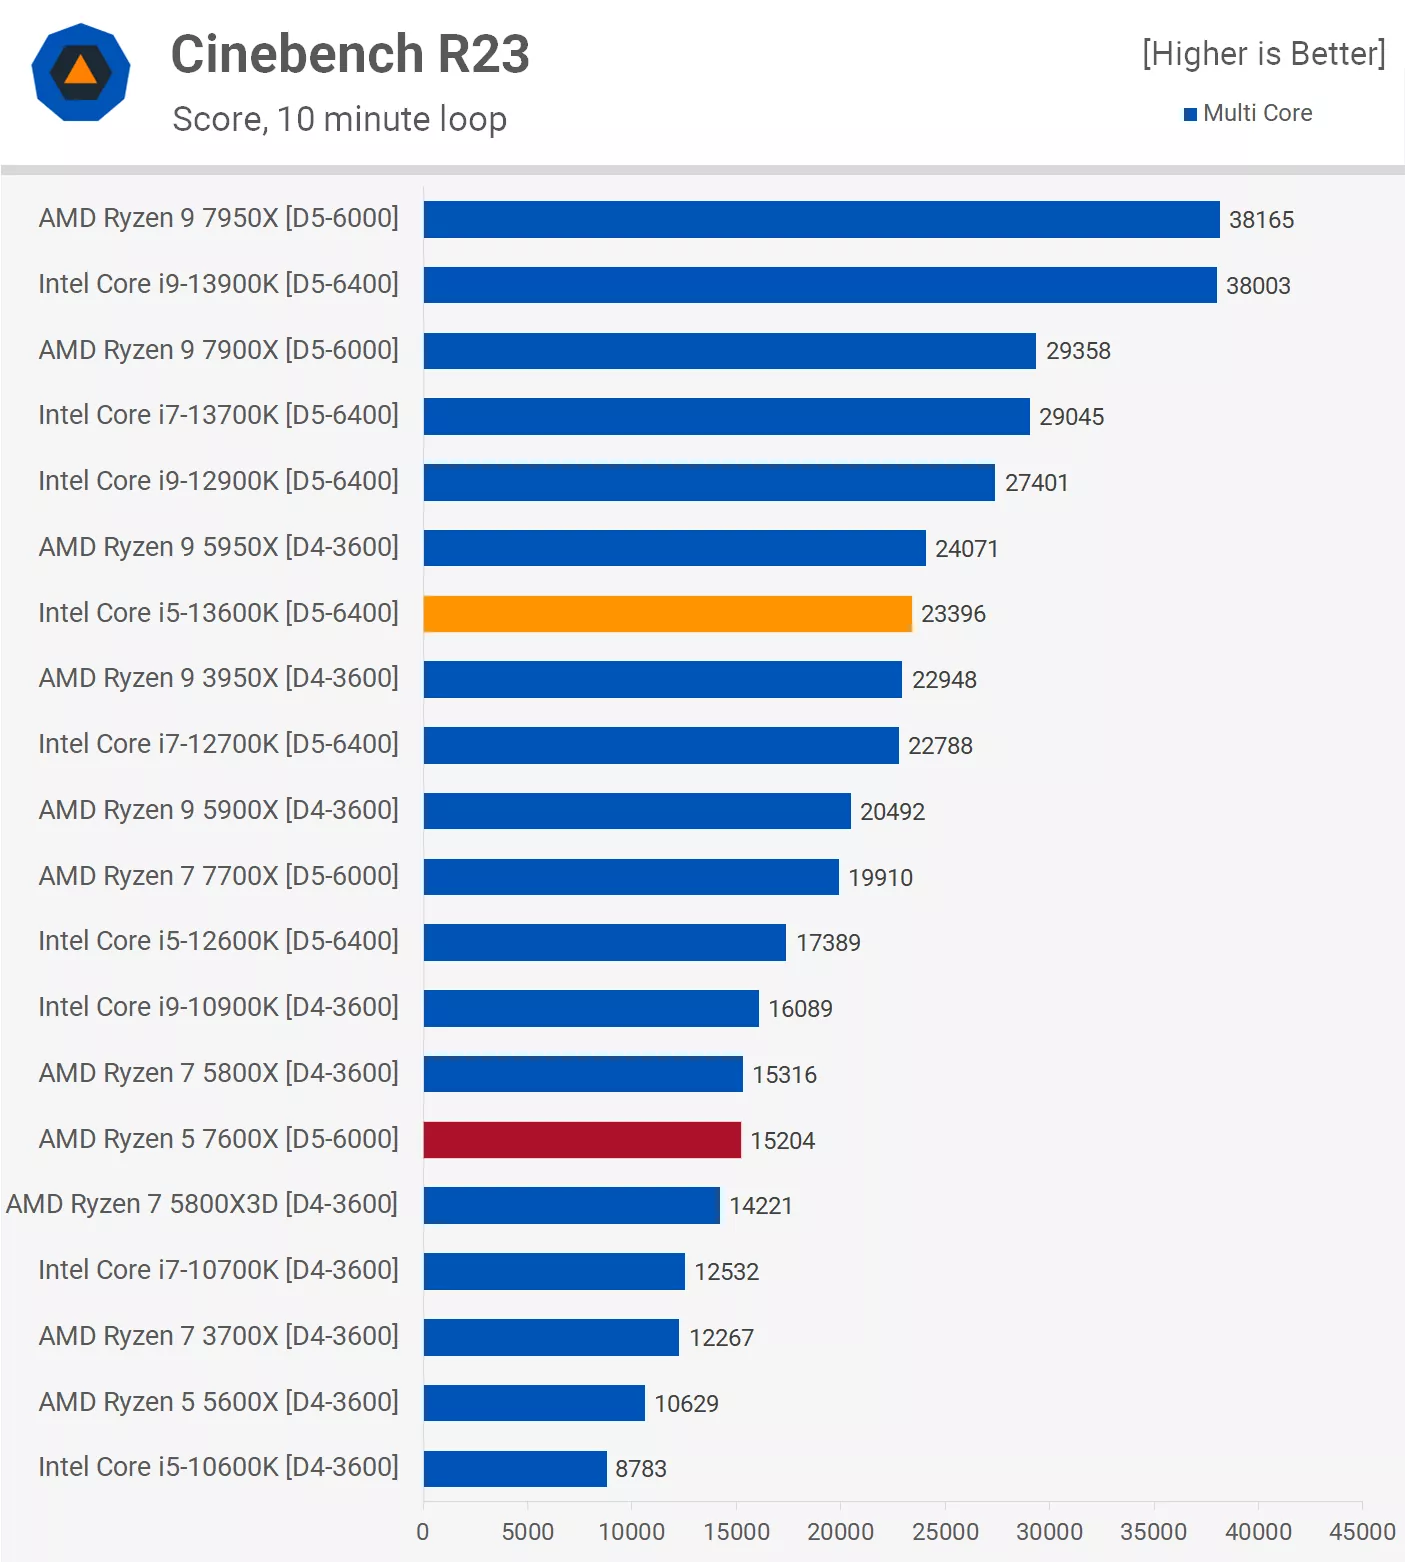 Cinebench R23
[Higher is Better]
Score, 10 minute loop
Multi Core
AMD Ryzen 9 7950X [D5-6000] 38165
Intel Core i9-13900K [D5-6400] 38003
AMD Ryzen 9 7900X [D5-6000] 29358
Intel Core i7-13700K [D5-6400] 29045
Intel Core i9-12900K [D5-6400] 27401
AMD Ryzen 9 5950X [D4-3600] 24071
Intel Core i5-13600K [D5-6400] 23396
AMD Ryzen 9 3950X [D4-3600] 22948
Intel Core i7-12700K [D5-6400] 22788
AMD Ryzen 9 5900X [D4-3600] 20492
AMD Ryzen 7 7700X [D5-6000] 19910
Intel Core i5-12600K [D5-6400] 17389
Intel Core i9-10900K [D4-3600] 16089
AMD Ryzen 7 5800X [D4-3600] 15316
AMD Ryzen 5 7600X [D5-6000] 15204
AMD Ryzen 7 5800X3D [D4-3600] 14221
Intel Core i7-10700K [D4-3600] 12532
AMD Ryzen 7 3700X [D4-3600] 12267
AMD Ryzen 5 5600X [D4-3600] 10629
Intel Core i5-10600K [D4-3600] 8783
0 5000 10000 15000 20000 25000 30000 35000 40000 45000